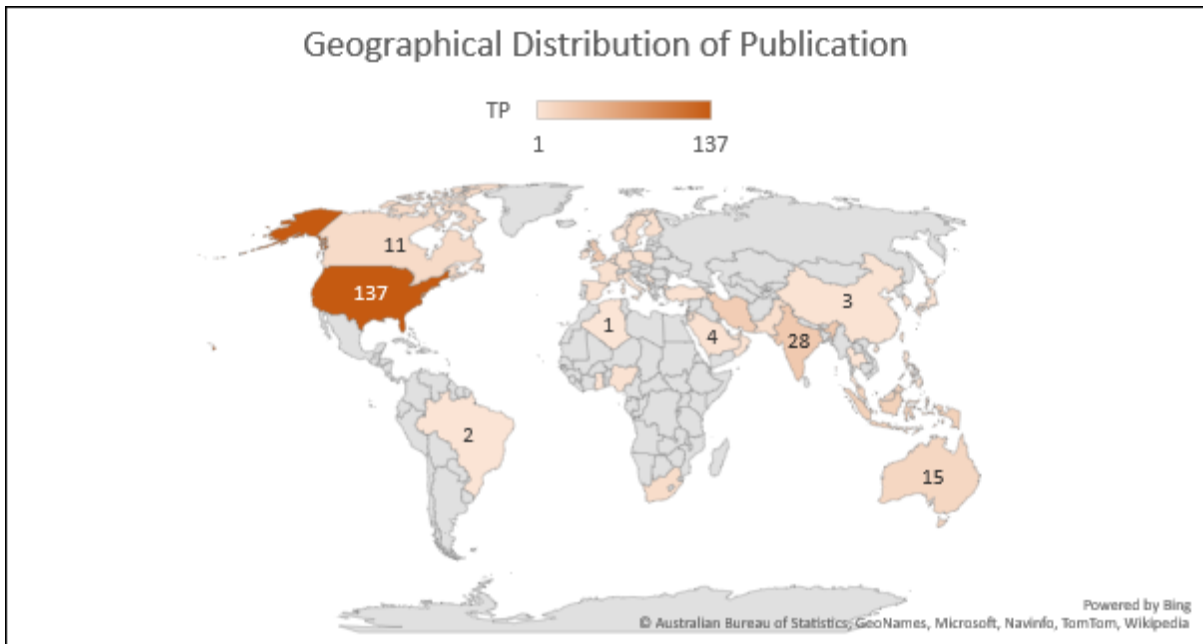 Geographical Distribution of Publication
TP
1 137
11
137
3
1
4
28
2
15
Powered by Bing
© Australian Bureau of Statistics, GeoNames, Microsoft, Navinfo, TomTom, Wikipedia